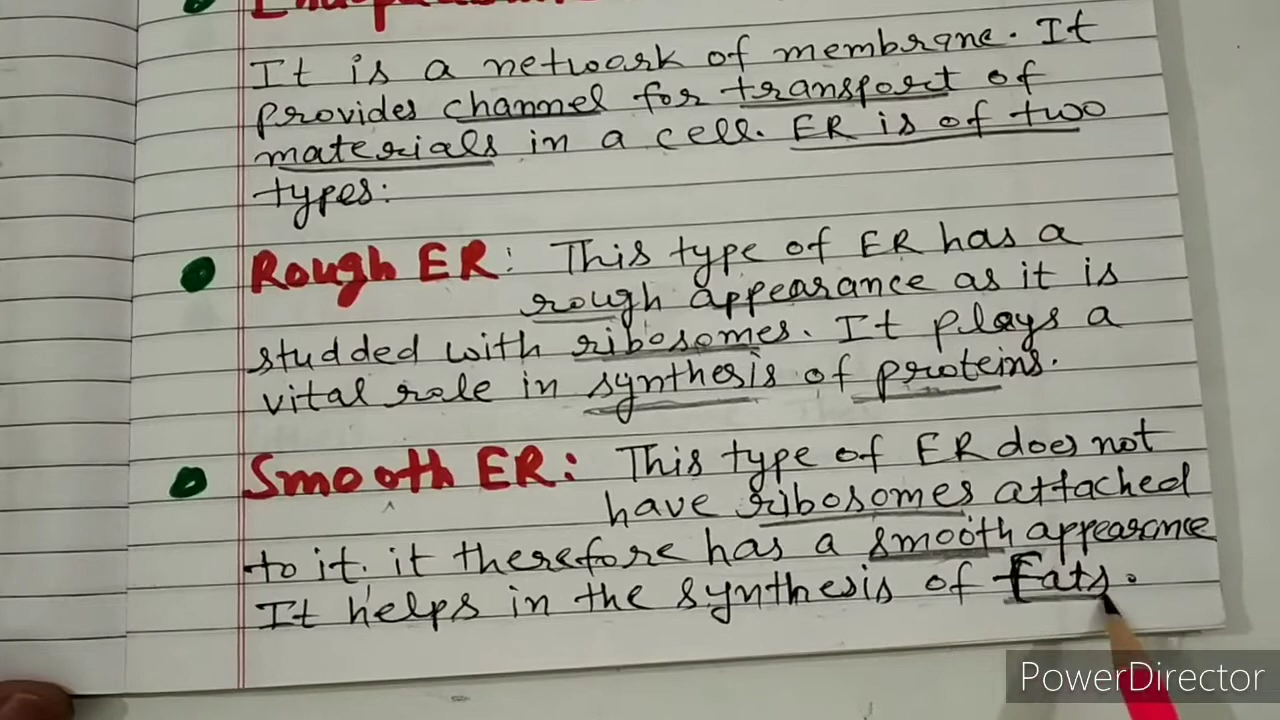 It is a network of membrane. It
provides channel for transport of
materials in a cell. ER is of two
types:
Rough ER: This type of ER has a
rough appearance as it is
studded with ribosomes. It plays a
vital role in synthesis of proteins.
Smooth ER: This type of ER does not
have ribosomes attached
to it. it therefore has a smooth appearance
It helps in the synthesis of Fats.
PowerDirector